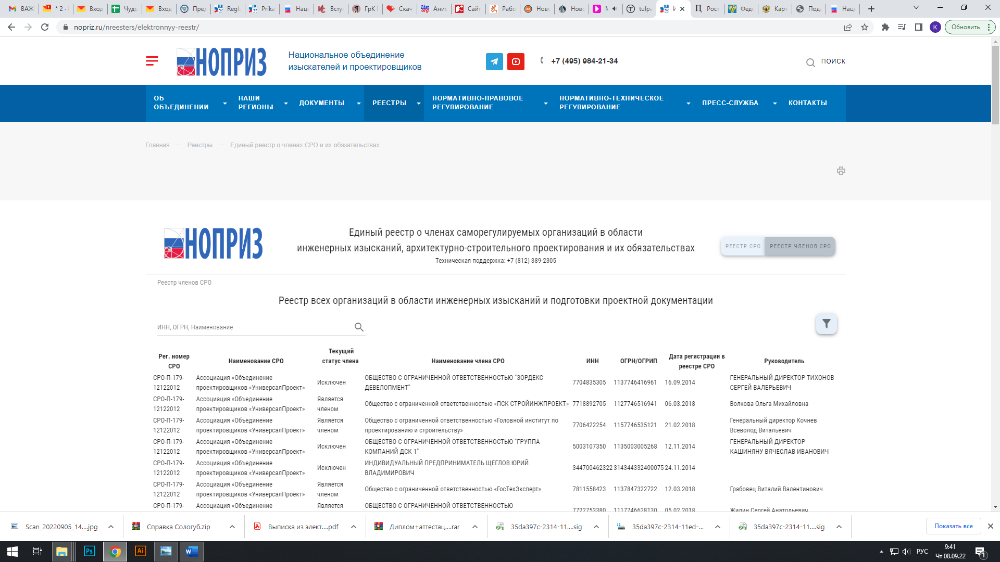 ВАЖ
* 2
Вход
Чудс
Вход
Пред
Regla
Prika
Наци
Всту
ГрК
Скач
List
Org
Анис
Сайт
Рабо
Новс
Новс
tulpa
Рост
Феде
Карт
Пода
Наци
nopriz.ru/nreesters/elektronnyy-reestr/
K
Обновить
НОПРИЗ
Национальное объединение
изыскателей и проектировщиков
+7 (495) 984-21-34
ПОИСК
ОБ
ОБЪЕДИНЕНИИ
НАШИ
РЕГИОНЫ
ДОКУМЕНТЫ
РЕЕСТРЫ
НОРМАТИВНО-ПРАВОВОЕ
РЕГУЛИРОВАНИЕ
НОРМАТИВНО-ТЕХНИЧЕСКОЕ
РЕГУЛИРОВАНИЕ
ПРЕСС-СЛУЖБА
КОНТАКТЫ
Главная — Реестры — Единый реестр о членах СРО и их обязательствах
НОПРИЗ
Единый реестр о членах саморегулируемых организаций в области
инженерных изысканий, архитектурно-строительного проектирования и их обязательствах
Техническая поддержка: +7 (812) 389-2305
РЕЕСТР СРО
РЕЕСТР ЧЛЕНОВ СРО
Реестр членов СРО
Реестр всех организаций в области инженерных изысканий и подготовки проектной документации
ИНН, ОГРН, Наименование
Рег. номер
СРО
Наименование СРО
Текущий
статус члена
Наименование члена СРО
ИНН
ОГРН/ОГРИП
Дата регистрации в
реестре СРО
Руководитель
СРО-П-179-
12122012
Ассоциация «Объединение
проектировщиков «УниверсалПроект»
Исключен
ОБЩЕСТВО С ОГРАНИЧЕННОЙ ОТВЕТСТВЕННОСТЬЮ "ЗОРДЕКС
ДЕВЕЛОПМЕНТ"
7704835305
1137746416961
16.09.2014
ГЕНЕРАЛЬНЫЙ ДИРЕКТОР ТИХОНОВ
СЕРГЕЙ ВАЛЕРЬЕВИЧ
СРО-П-179-
12122012
Ассоциация «Объединение
проектировщиков «УниверсалПроект»
Является
членом
Общество с ограниченной ответственностью «ПСК СТРОЙИНЖПРОЕКТ»
7718892705
1127746516941
06.03.2018
Волкова Ольга Михайловна
СРО-П-179-
12122012
Ассоциация «Объединение
проектировщиков «УниверсалПроект»
Является
членом
Общество с ограниченной ответственностью «Головной институт по
проектированию и строительству»
7706422254
1157746535121
21.02.2018
Генеральный директор Кочнев
Всеволод Витальевич
СРО-П-179-
12122012
Ассоциация «Объединение
проектировщиков «УниверсалПроект»
Исключен
ОБЩЕСТВО С ОГРАНИЧЕННОЙ ОТВЕТСТВЕННОСТЬЮ "ГРУППА
КОМПАНИЙ ДСК 1"
5003107350
1135003005268
12.11.2014
ГЕНЕРАЛЬНЫЙ ДИРЕКТОР
КАШИНЯНУ ВЯЧЕСЛАВ ИВАНОВИЧ
СРО-П-179-
12122012
Ассоциация «Объединение
проектировщиков «УниверсалПроект»
Исключен
ИНДИВИДУАЛЬНЫЙ ПРЕДПРИНИМАТЕЛЬ ЩЕГЛОВ ЮРИЙ
ВЛАДИМИРОВИЧ
344700462322
314344332400075
24.11.2014
СРО-П-179-
12122012
Ассоциация «Объединение
проектировщиков «УниверсалПроект»
Является
членом
Общество с ограниченной ответственностью «ГосТехЭксперт»
7811558423
1137847322722
12.03.2018
Грабовец Виталий Валентинович
СРО-П-179-
Ассоциация «Объединение
Является
ОБЩЕСТВО С ОГРАНИЧЕННОЙ ОТВЕТСТВЕННОСТЬЮ
7722753380
1117746628130
05.02.2018
Жилин Сергей Анатольевич
Scan_20220905_14....jpg
Справка Сологуб.zip
Выписка из элект....pdf
Диплом+аттестац....rar
35da397c-2314-11....sig
35da397c-2314-11ed-...
35da397c-2314-11....sig
Показать все
Ps
Ai
W
РУС
9:41
Чт 08.09.22
1